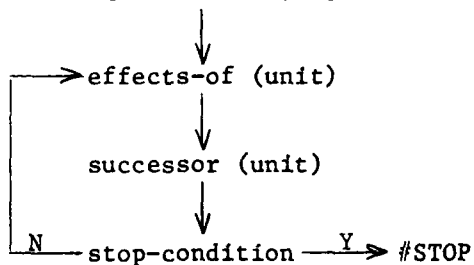 effects-of (unit)
successor (unit)
N stop-condition Y #STOP